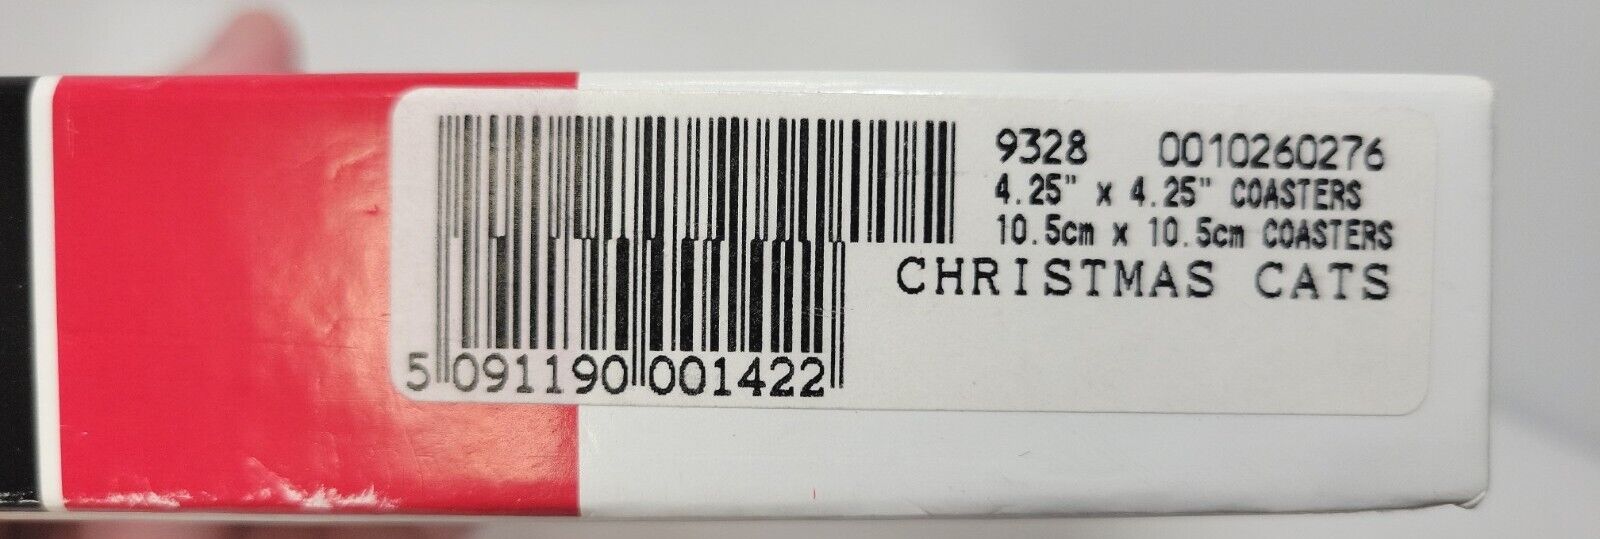 9328 0010260276
4.25" x 4.25" COASTERS
10.5cm x 10.5cm COASTERS
CHRISTMAS CATS
5 091190 001422